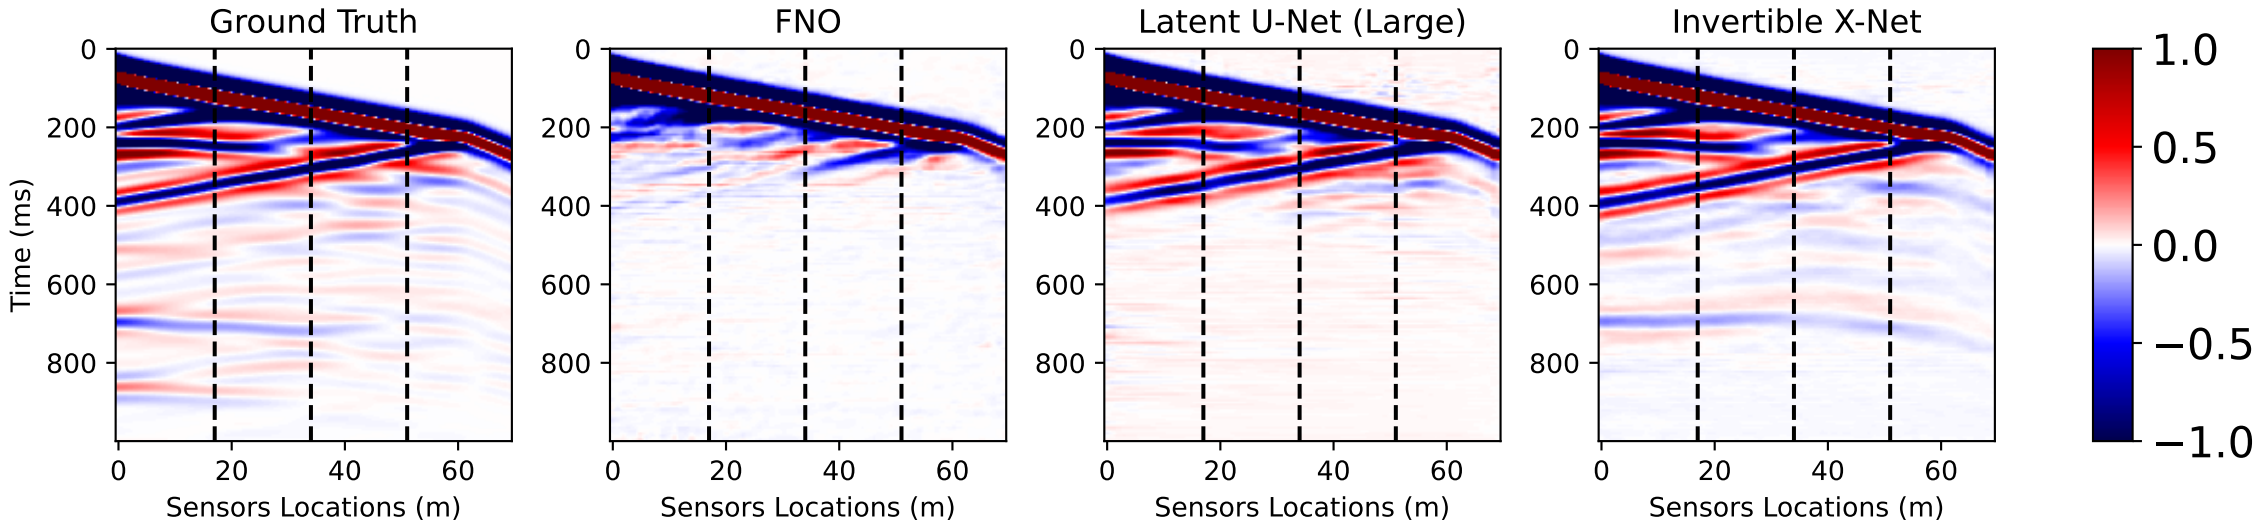 Ground Truth
FNO
Latent U-Net (Large)
Invertible X-Net
Time (ms)
0
200
400
600
800
0 20 40 60
Sensors Locations (m)
0
200
400
600
800
0 20 40 60
Sensors Locations (m)
0
200
400
600
800
0 20 40 60
Sensors Locations (m)
0
200
400
600
800
0 20 40 60
Sensors Locations (m)
1.0
0.5
0.0
−0.5
−1.0